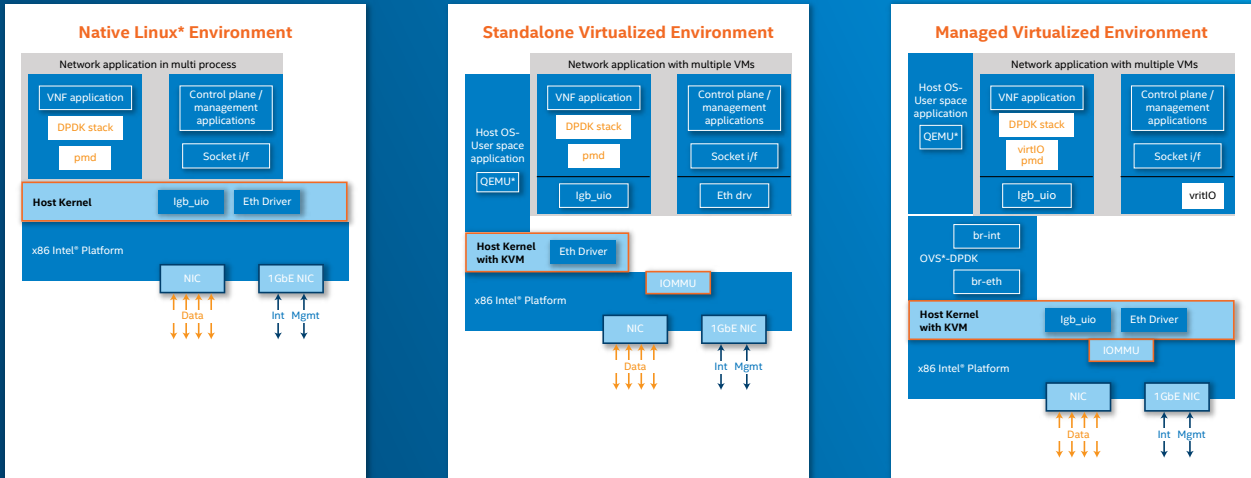 Native Linux* Environment
Network application in multi process
VNF application
DPDK stack
pmd
Control plane /
management
applications
Socket i/f
Host Kernel
Igb_uio
Eth Driver
x86 Intel® Platform
NIC
1GbE NIC
Data
Int Mgmt
Standalone Virtualized Environment
Network application with multiple VMs
Host OS-
User space
application
QEMU*
VNF application
DPDK stack
pmd
Igb_uio
Control plane /
management
applications
Socket i/f
Eth drv
Host Kernel
with KVM
Eth Driver
IOMMU
x86 Intel® Platform
NIC
1GbE NIC
Data
Int Mgmt
Managed Virtualized Environment
Network application with multiple VMs
Host OS-
User space
application
QEMU*
VNF application
DPDK stack
virtIO
pmd
Igb_uio
Control plane /
management
applications
Socket i/f
vritIO
br-int
OVS*-DPDK
br-eth
Host Kernel
with KVM
Igb_uio
Eth Driver
IOMMU
x86 Intel® Platform
NIC
1GbE NIC
Data
Int Mgmt